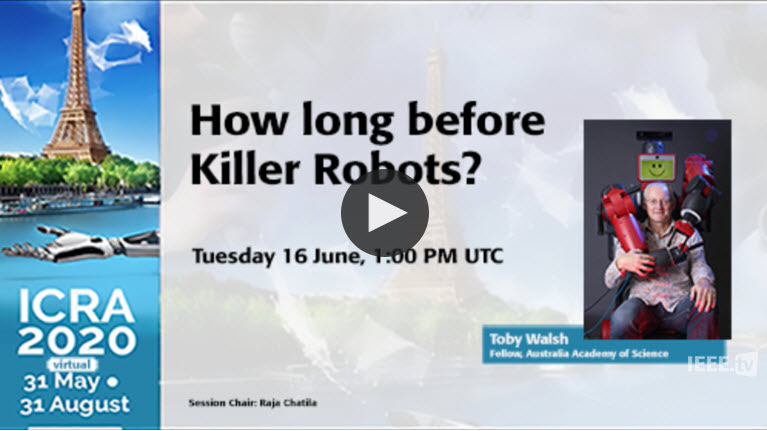 How long before
Killer Robots?
Tuesday 16 June, 1:00 PM UTC
Toby Walsh
Fellow, Australia Academy of Science
IEEE.tv
ICRA
2020
virtual
31 May ●
31 August
Session Chair: Raja Chatila